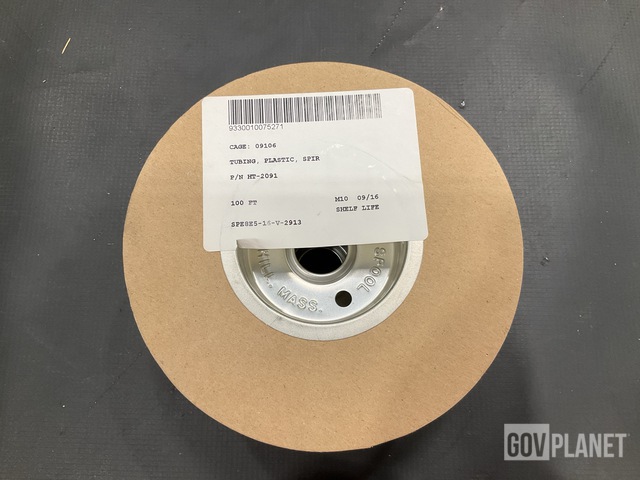 9330010075271
CAGE: 09106
TUBING, PLASTIC, SPIR
P/N HT-2091
100 FT M10 09/16
SHELF LIFE
SPE8E5-16-V-2913
SPOOL
MASS.
GOVPLANET